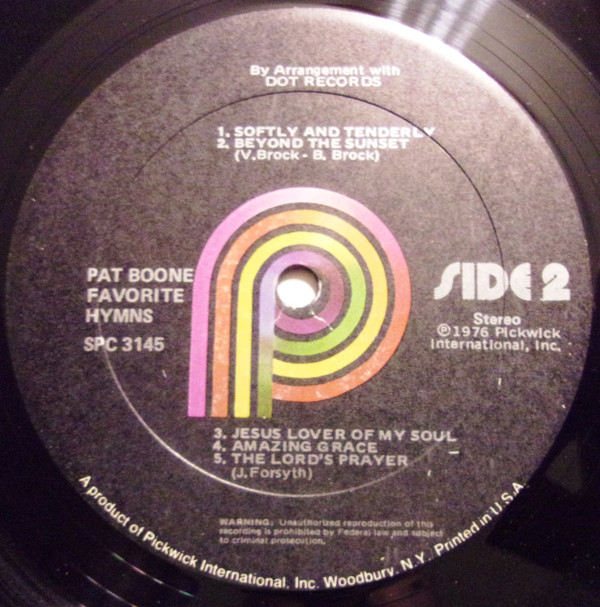 By Arrangement with
DOT RECORDS
1. SOFTLY AND TENDERLY
2. BEYOND THE SUNSET
(V.Brock - B. Brock)
PAT BOONE
FAVORITE
HYMNS
SPC 3145
SIDE 2
Stereo
℗1976 Pickwick
International, Inc.
3. JESUS LOVER OF MY SOUL
4. AMAZING GRACE
5. THE LORD'S PRAYER
(J.Forsyth)
WARNING: Unauthorized reproduction of this
recording is prohibited by Federal law and subject
to criminal prosecution.
A product of Pickwick International, Inc. Woodbury, N.Y. Printed in U.S.A.